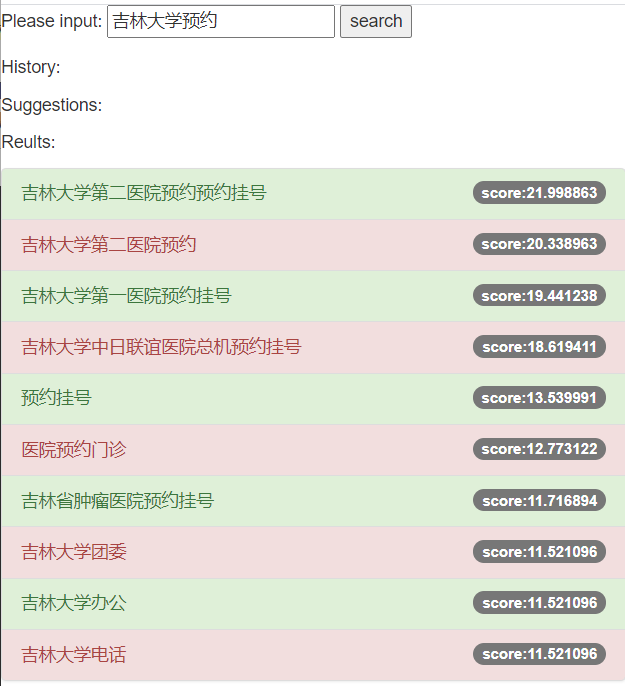 Please input: 吉林大学预约 search
History:
Suggestions:
Reults:
吉林大学第二医院预约预约挂号 score:21.998863
吉林大学第二医院预约 score:20.338963
吉林大学第一医院预约挂号 score:19.441238
吉林大学中日联谊医院总机预约挂号 score:18.619411
预约挂号 score:13.539991
医院预约门诊 score:12.773122
吉林省肿瘤医院预约挂号 score:11.716894
吉林大学团委 score:11.521096
吉林大学办公 score:11.521096
吉林大学电话 score:11.521096